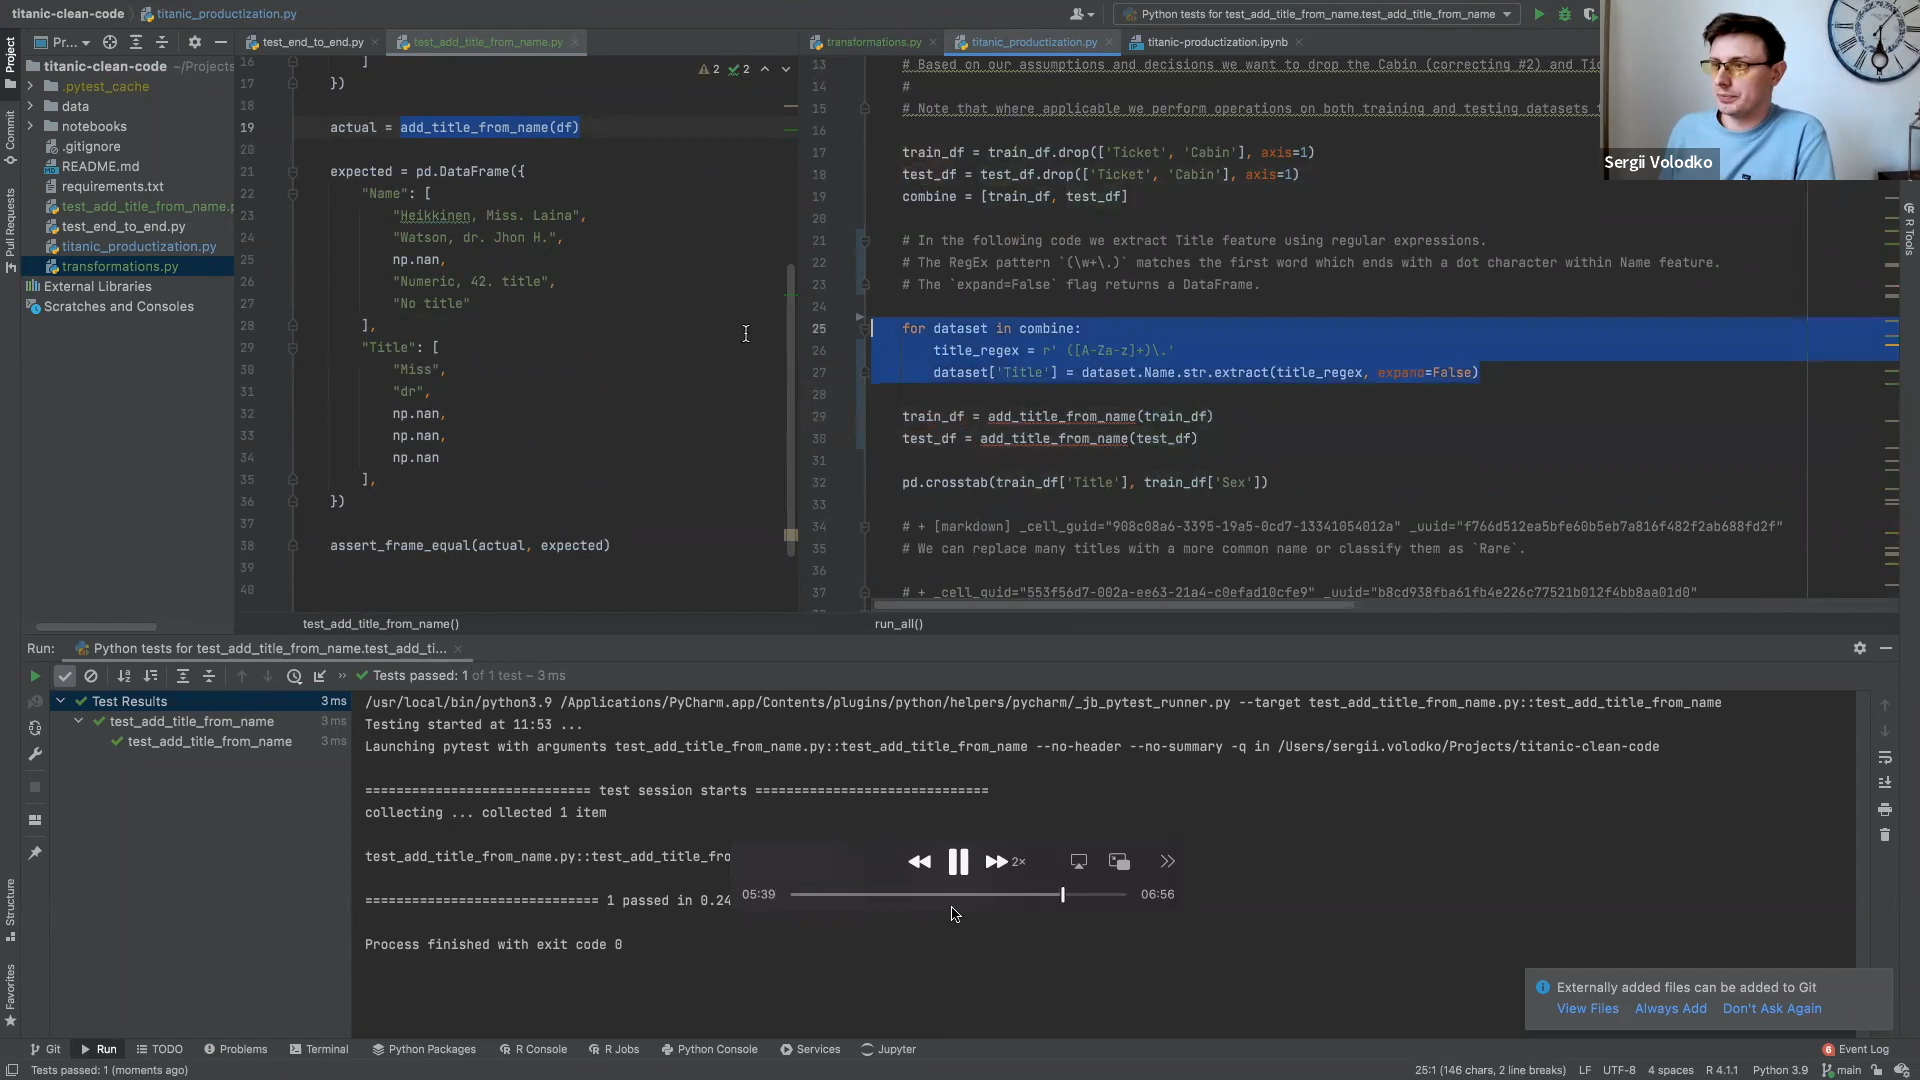 titanic-clean-code
titanic_productization.py
Python tests for test_add_title_from_name.test_add_title_from_name
Pr...
test_end_to_end.py
test_add_title_from_name.py
transformations.py
titanic_productization.py
titanic-productization.ipynb
Project
Commit
Pull Requests
titanic-clean-code ~/Projects
.pytest_cache
data
notebooks
.gitignore
README.md
requirements.txt
test_add_title_from_name.p
test_end_to_end.py
titanic_productization.py
transformations.py
External Libraries
Scratches and Consoles
2 2
16 ]
17 })
18
19 actual = add_title_from_name(df)
20
21 expected = pd.DataFrame({
22 "Name": [
23 "Heikkinen, Miss. Laina",
24 "Watson, dr. Jhon H.",
25 np.nan,
26 "Numeric, 42. title",
27 "No title"
28 ],
29 "Title": [
30 "Miss",
31 "dr",
32 np.nan,
33 np.nan,
34 np.nan
35 ],
36 })
37
38 assert_frame_equal(actual, expected)
39
40
test_add_title_from_name()
13 # Based on our assumptions and decisions we want to drop the Cabin (correcting #2) and Tic
14 #
15 # Note that where applicable we perform operations on both training and testing datasets t
16
17 train_df = train_df.drop(['Ticket', 'Cabin'], axis=1)
18 test_df = test_df.drop(['Ticket', 'Cabin'], axis=1)
19 combine = [train_df, test_df]
20
21 # In the following code we extract Title feature using regular expressions.
22 # The RegEx pattern `(\w+\.)` matches the first word which ends with a dot character within Name feature.
23 # The `expand=False` flag returns a DataFrame.
24
25 for dataset in combine:
26 title_regex = r' ([A-Za-z]+)\.'
27 dataset['Title'] = dataset.Name.str.extract(title_regex, expand=False)
28
29 train_df = add_title_from_name(train_df)
30 test_df = add_title_from_name(test_df)
31
32 pd.crosstab(train_df['Title'], train_df['Sex'])
33
34 # + [markdown] _cell_guid="908c08a6-3395-19a5-0cd7-13341054012a" _uuid="f766d512ea5bfe60b5eb7a816f482f2ab688fd2f"
35 # We can replace many titles with a more common name or classify them as `Rare`.
36
37 # + _cell_guid="553f56d7-002a-ee63-21a4-c0efad10cfe9" _uuid="b8cd938fba61fb4e226c77521b012f4bb8aa01d0"
run_all()
Sergii Volodko
R Tools
Run: Python tests for test_add_title_from_name.test_add_ti...
Tests passed: 1 of 1 test – 3 ms
Test Results 3 ms
test_add_title_from_name 3 ms
test_add_title_from_name 3 ms
/usr/local/bin/python3.9 /Applications/PyCharm.app/Contents/plugins/python/helpers/pycharm/_jb_pytest_runner.py --target test_add_title_from_name.py::test_add_title_from_name
Testing started at 11:53 ...
Launching pytest with arguments test_add_title_from_name.py::test_add_title_from_name --no-header --no-summary -q in /Users/sergii.volodko/Projects/titanic-clean-code
============================= test session starts ==============================
collecting ... collected 1 item
test_add_title_from_name.py::test_add_title_fro
============================== 1 passed in 0.24
Process finished with exit code 0
2×
05:39
06:56
Structure
Favorites
Externally added files can be added to Git
View Files Always Add Don't Ask Again
Git Run TODO Problems Terminal Python Packages R Console R Jobs Python Console Services Jupyter
6 Event Log
Tests passed: 1 (moments ago)
25:1 (146 chars, 2 line breaks) LF UTF-8 4 spaces R 4.1.1 Python 3.9 main